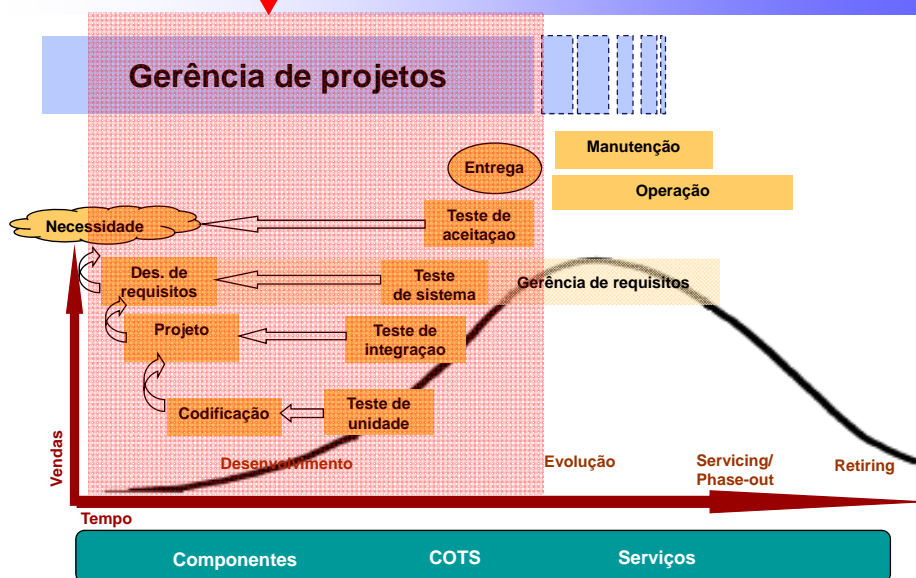 Gerência de projetos
Manutenção
Entrega
Operação
Teste de
aceitaçao
Necessidade
Des. de
requisitos
Teste
de sistema
Gerência de requisitos
Projeto
Teste de
integraçao
Codificação
Teste de
unidade
Vendas
Desenvolvimento
Evolução
Servicing/
Phase-out
Retiring
Tempo
Componentes
COTS
Serviços